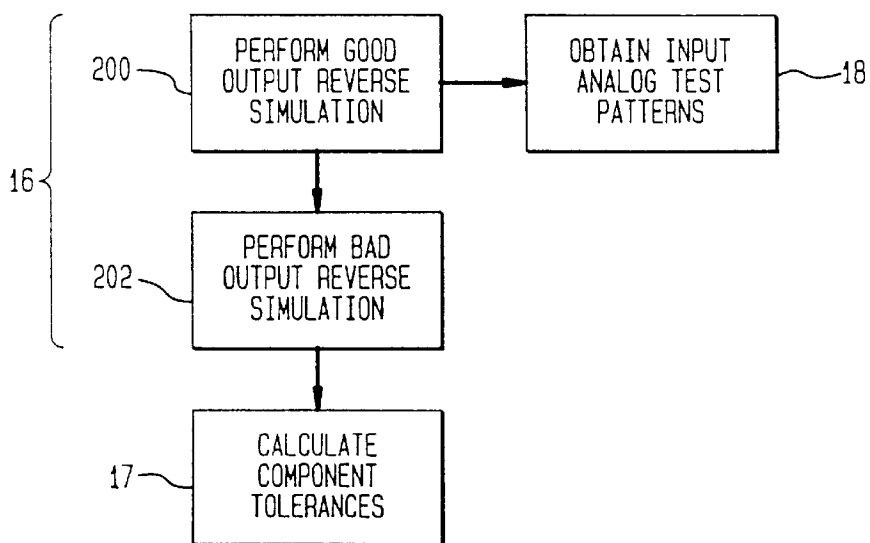 200
PERFORM GOOD
OUTPUT REVERSE
SIMULATION
OBTAIN INPUT
ANALOG TEST
PATTERNS
18
16
202
PERFORM BAD
OUTPUT REVERSE
SIMULATION
17
CALCULATE
COMPONENT
TOLERANCES